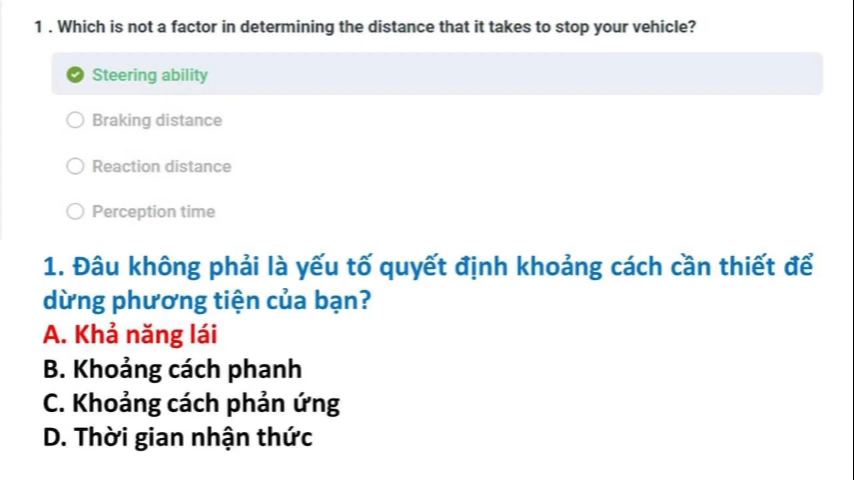 1 . Which is not a factor in determining the distance that it takes to stop your vehicle?
Steering ability
Braking distance
Reaction distance
Perception time
1. Đâu không phải là yếu tố quyết định khoảng cách cần thiết để
dừng phương tiện của bạn?
A. Khả năng lái
B. Khoảng cách phanh
C. Khoảng cách phản ứng
D. Thời gian nhận thức